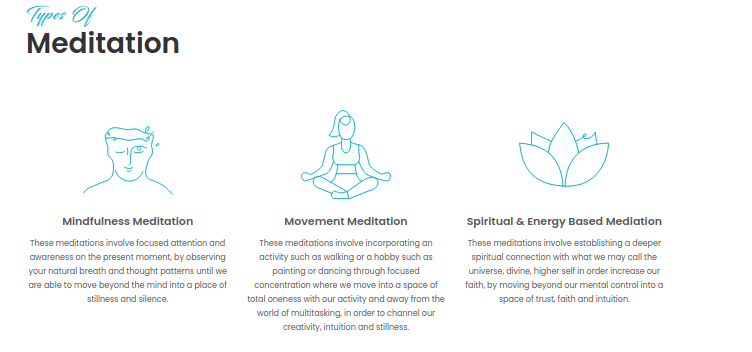 Types Of
Meditation
Mindfulness Meditation
These meditations involve focused attention and
awareness on the present moment, by observing
your natural breath and thought patterns until we
are able to move beyond the mind into a place of
stillness and silence.
Movement Meditation
These meditations involve incorporating an
activity such as walking or a hobby such as
painting or dancing through focused
concentration where we move into a space of
total oneness with our activity and away from the
world of multitasking, in order to channel our
creativity, intuition and stillness.
Spiritual & Energy Based Mediation
These meditations involve establishing a deeper
spiritual connection with what we may call the
universe, divine, higher self in order increase our
faith, by moving beyond our mental control into a
space of trust, faith and intuition.